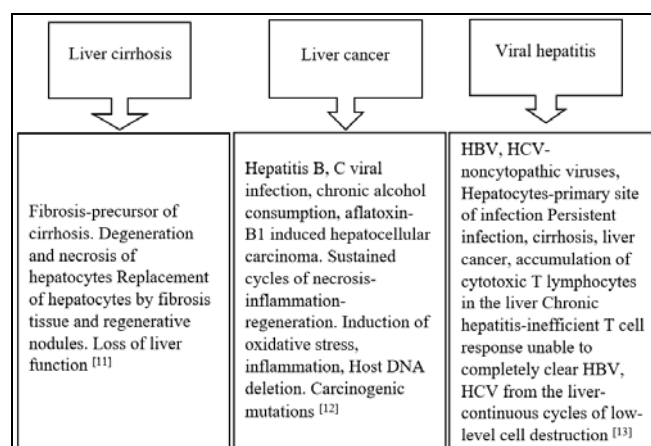 Liver cirrhosis
Liver cancer
Viral hepatitis
Fibrosis-precursor of
cirrhosis. Degeneration
and necrosis of
hepatocytes Replacement
of hepatocytes by fibrosis
tissue and regenerative
nodules. Loss of liver
function [11]
Hepatitis B, C viral
infection, chronic alcohol
consumption, aflatoxin-
B1 induced hepatocellular
carcinoma. Sustained
cycles of necrosis-
inflammation-
regeneration. Induction of
oxidative stress,
inflammation, Host DNA
deletion. Carcinogenic
mutations [12]
HBV, HCV-
noncytopathic viruses,
Hepatocytes-primary site
of infection Persistent
infection, cirrhosis, liver
cancer, accumulation of
cytotoxic T lymphocytes
in the liver Chronic
hepatitis-inefficient T cell
response unable to
completely clear HBV,
HCV from the liver-
continuous cycles of low-
level cell destruction [13]